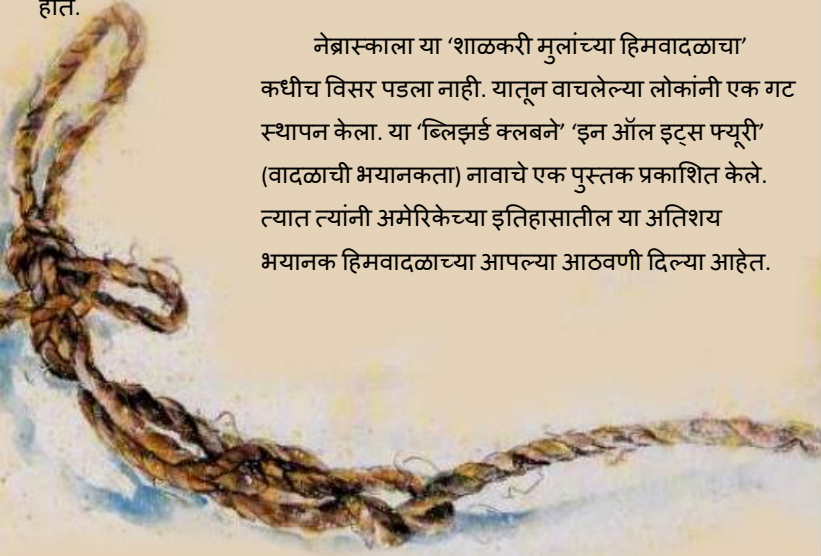 होते.
नेब्रास्काला या ‘शाळकरी मुलांच्या हिमवादळाचा’
कधीच विसर पडला नाही. यातून वाचलेल्या लोकांनी एक गट
स्थापन केला. या ‘ब्लिझर्ड क्लबने’ ‘इन ऑल इट्स फ्यूरी’
(वादळाची भयानकता) नावाचे एक पुस्तक प्रकाशित केले.
त्यात त्यांनी अमेरिकेच्या इतिहासातील या अतिशय
भयानक हिमवादळाच्या आपल्या आठवणी दिल्या आहेत.